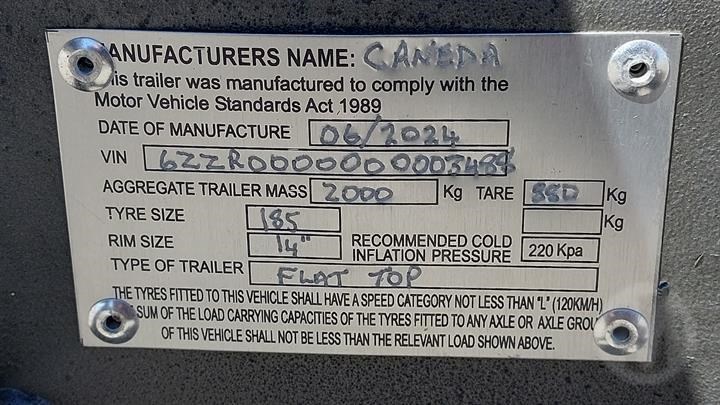 MANUFACTURERS NAME: CANEDA
This trailer was manufactured to comply with the
Motor Vehicle Standards Act 1989
DATE OF MANUFACTURE 06/2024
VIN
AGGREGATE TRAILER MASS 2000 Kg TARE 880 Kg
TYRE SIZE 185 Kg
RIM SIZE 14" RECOMMENDED COLD INFLATION PRESSURE 220 Kpa
TYPE OF TRAILER FLAT TOP
THE TYRES FITTED TO THIS VEHICLE SHALL HAVE A SPEED CATEGORY NOT LESS THAN "L" (120KM/H)
SUM OF THE LOAD CARRYING CAPACITIES OF THE TYRES FITTED TO ANY AXLE OR AXLE GROU
OF THIS VEHICLE SHALL NOT BE LESS THAN THE RELEVANT LOAD SHOWN ABOVE.